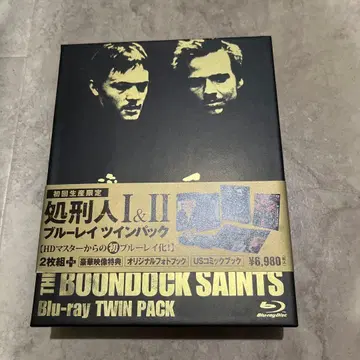 初回生産限定
処刑人I&II
ブルーレイ ツインパック
【HDマスターからの初ブルーレイ化!】
2枚組+ 豪華映像特典 オリジナルフォトブック USコミックブック ¥6,980
THE BOONDOCK SAINTS
Blu-ray TWIN PACK
Blu-ray Disc